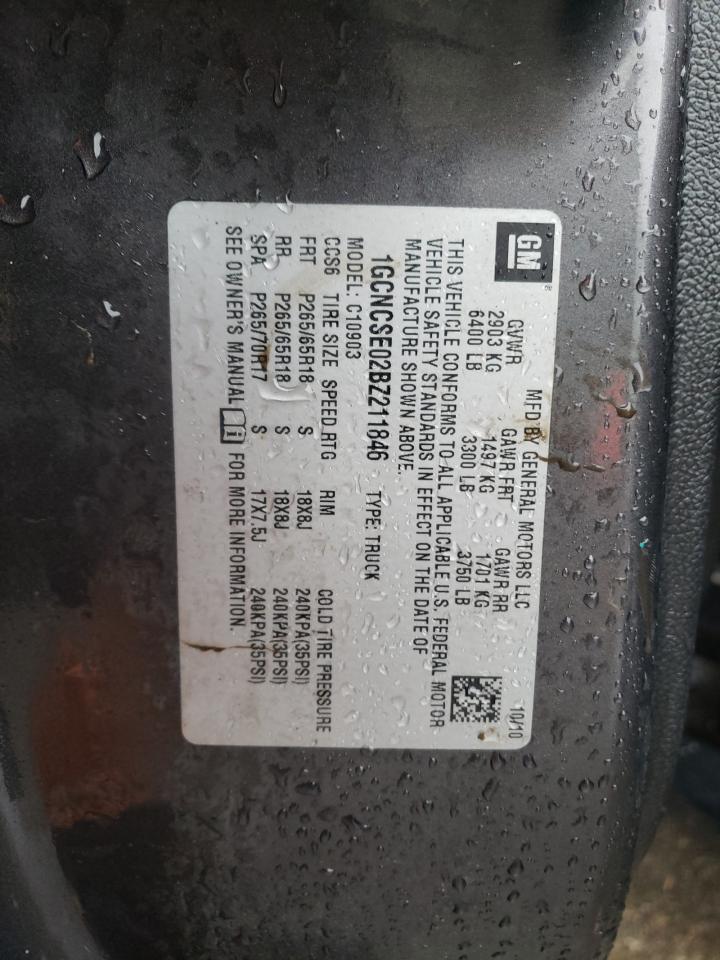 GM
MFD BY GENERAL MOTORS LLC 10/10
GVWR GAWR FRT GAWR RR
2903 KG 1497 KG 1701 KG
6400 LB 3300 LB 3750 LB
THIS VEHICLE CONFORMS TO ALL APPLICABLE U.S. FEDERAL MOTOR
VEHICLE SAFETY STANDARDS IN EFFECT ON THE DATE OF
MANUFACTURE SHOWN ABOVE.
1GCNCSE02BZ211846 TYPE: TRUCK
MODEL: C10903
CCS6 TIRE SIZE SPEED RTG RIM COLD TIRE PRESSURE
FRT P265/65R18 S 18X8J 240KPA(35PSI)
RR P265/65R18 S 18X8J 240KPA(35PSI)
SPA P265/70R17 S 17X7.5J 240KPA(35PSI)
SEE OWNER'S MANUAL i FOR MORE INFORMATION.